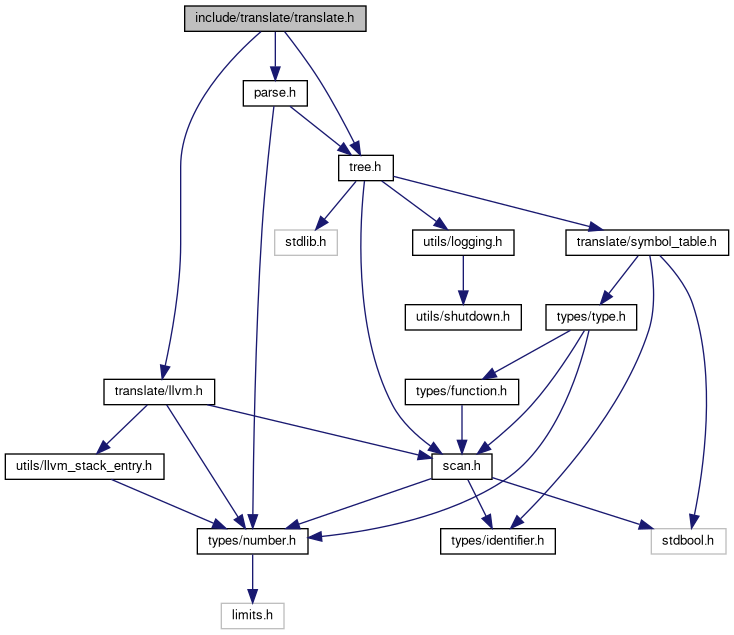 include/translate/translate.h
parse.h
tree.h
stdlib.h
utils/logging.h
translate/symbol_table.h
utils/shutdown.h
types/type.h
translate/llvm.h
types/function.h
utils/llvm_stack_entry.h
scan.h
types/number.h
types/identifier.h
stdbool.h
limits.h